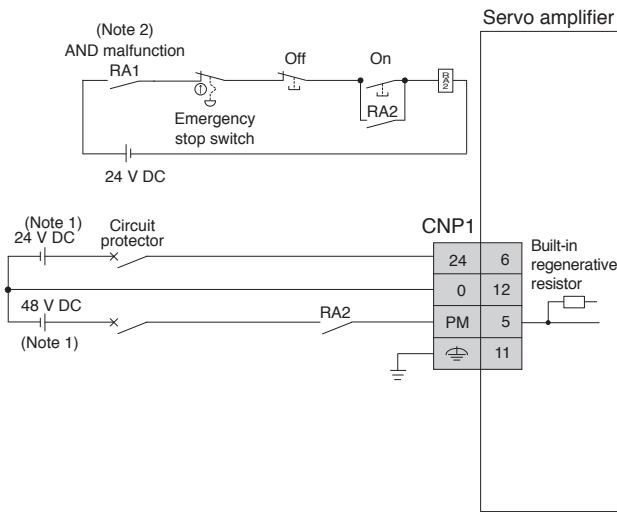 Servo amplifier
(Note 2)
AND malfunction
RA1
Off
On
RA2
RA2
Emergency
stop switch
24 V DC
(Note 1)
24 V DC
Circuit
protector
CNP1
24 6
0 12
PM 5
11
Built-in
regenerative
resistor
48 V DC
(Note 1)
RA2